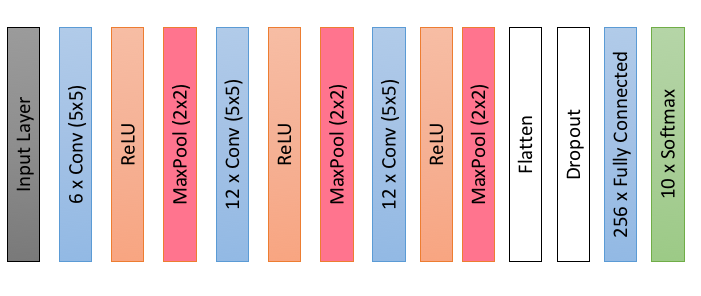 Input Layer
6 x Conv (5x5)
ReLU
MaxPool (2x2)
12 x Conv (5x5)
ReLU
MaxPool (2x2)
12 x Conv (5x5)
ReLU
MaxPool (2x2)
Flatten
Dropout
256 x Fully Connected
10 x Softmax